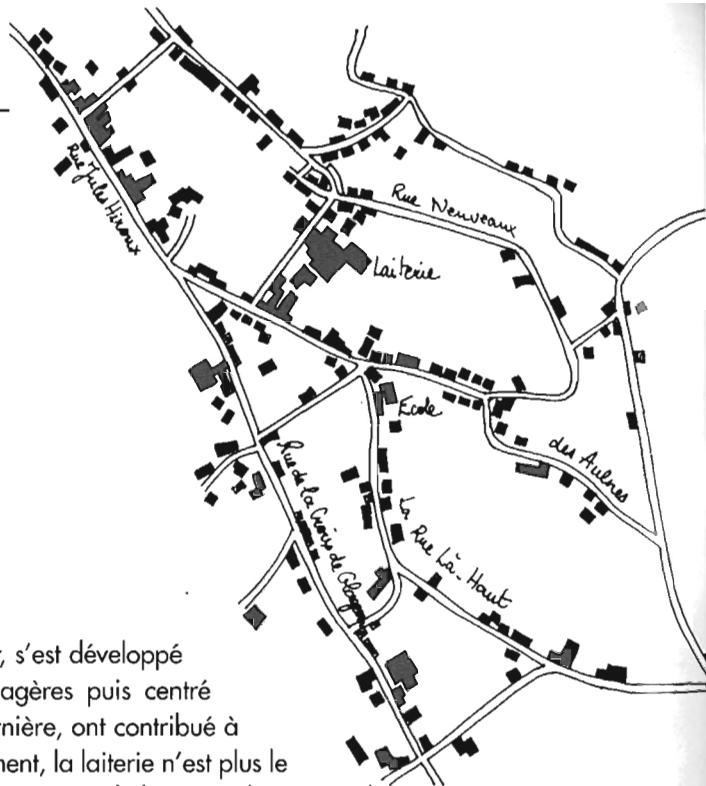 Rue Jules Hiroux
Rue Neuveaux
Laiterie
Ecole
des Aulnes
Rue de la Croix de
La Rue Là-Haut
, s'est développé
agères puis centré
rnière, ont contribué à
nent, la laiterie n'est plus le